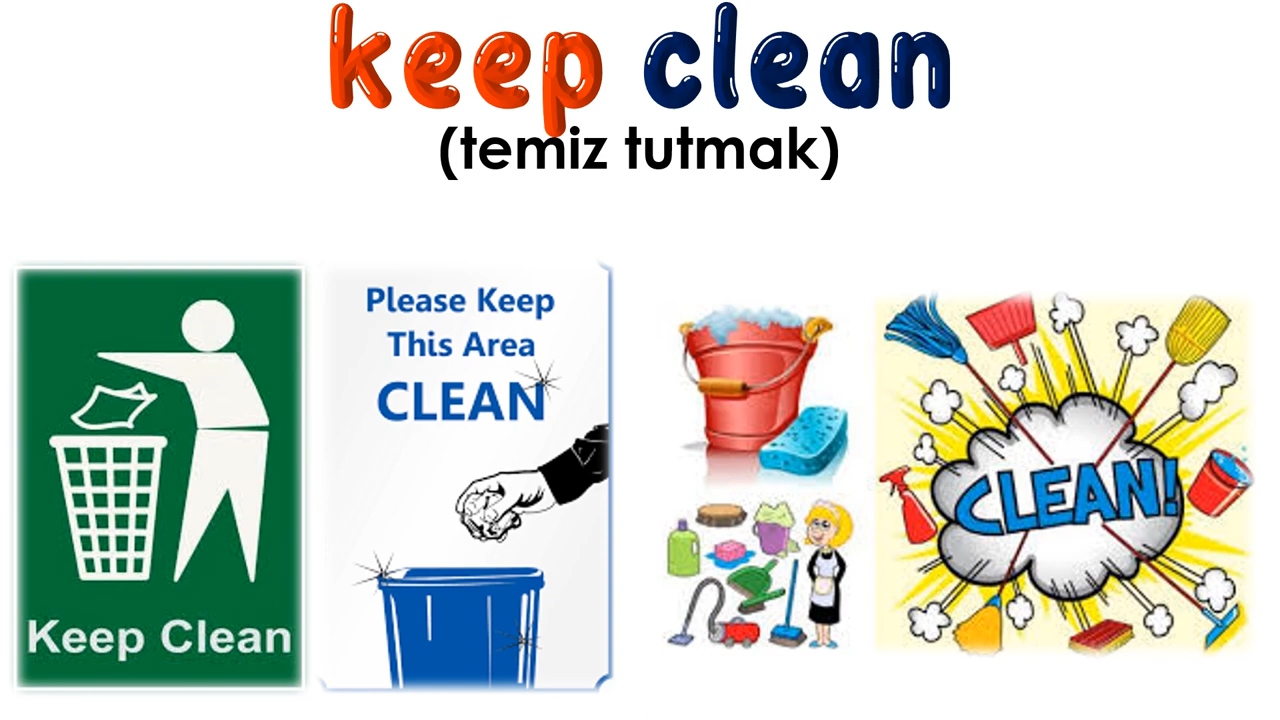 keep clean
(temiz tutmak)
Keep Clean
Please Keep
This Area
CLEAN
CLEAN!